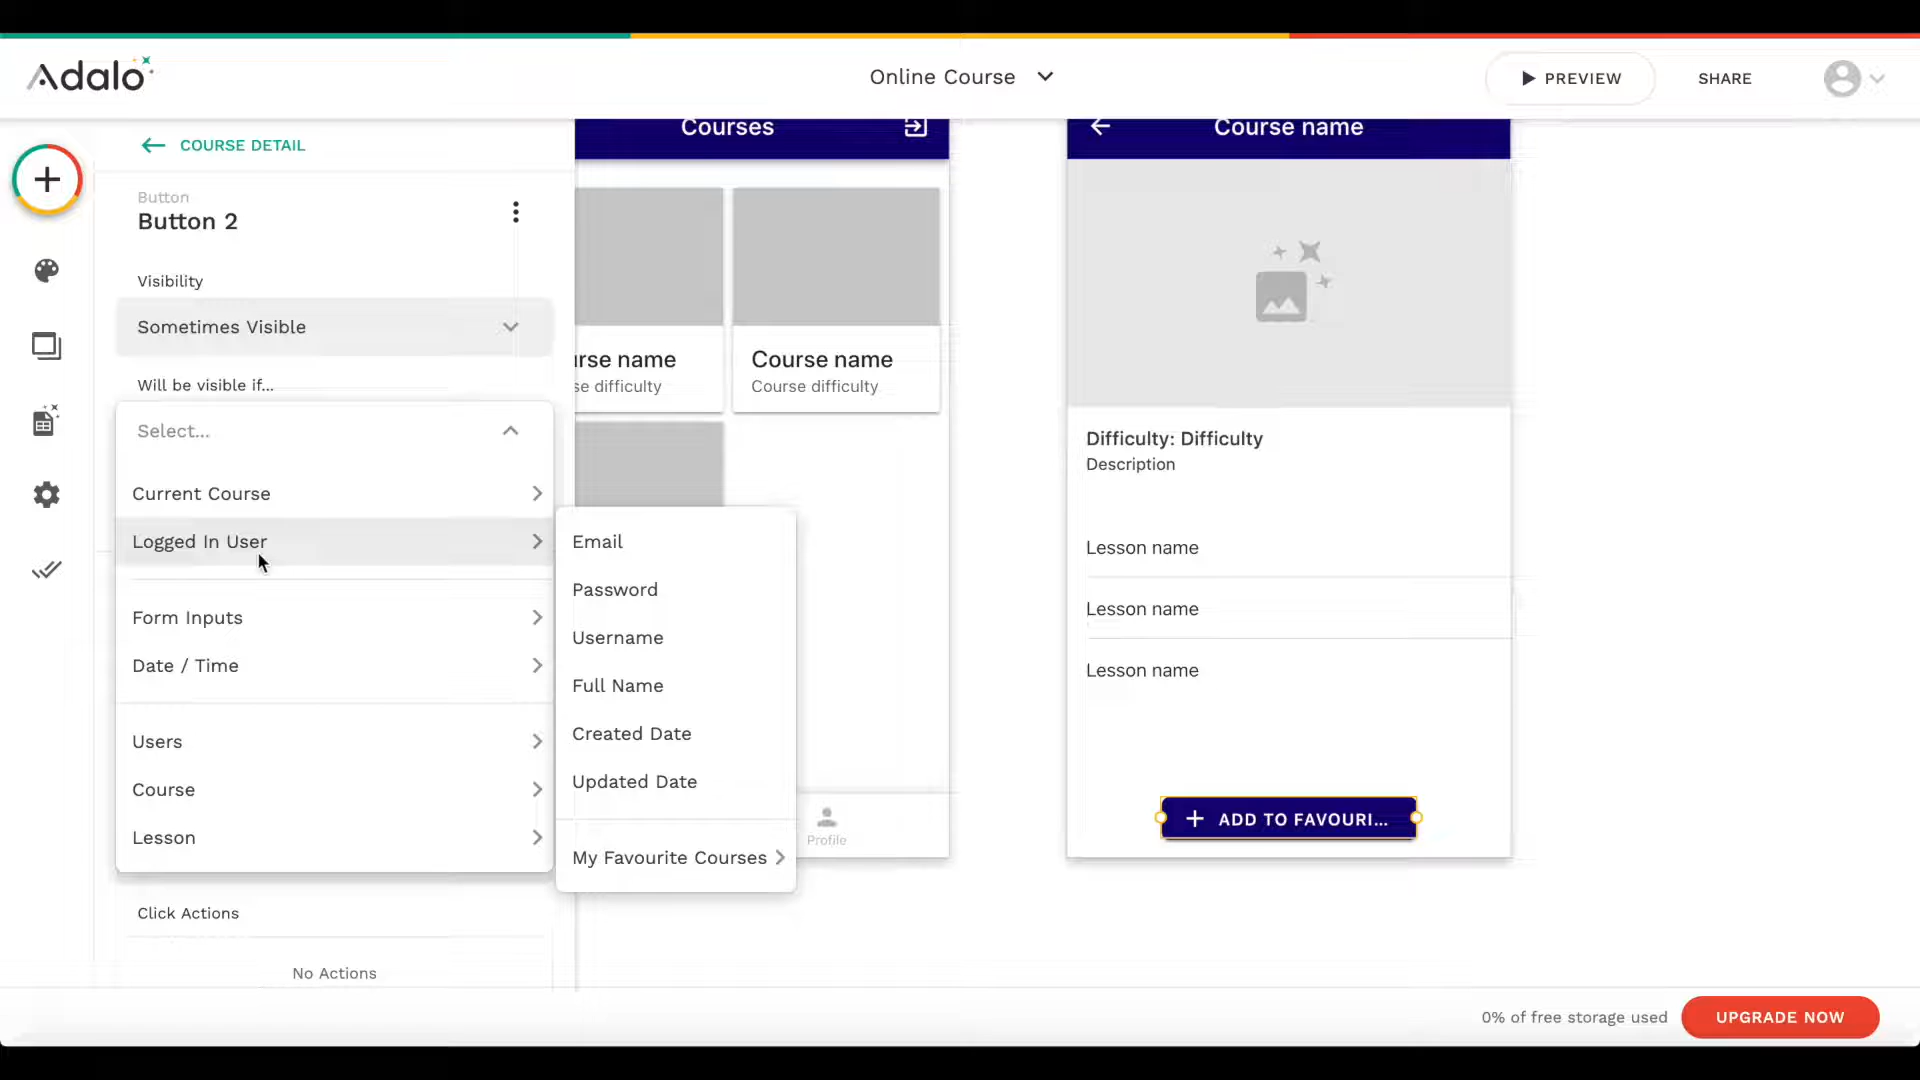 Adalo
Online Course
PREVIEW
SHARE
COURSE DETAIL
Button
Button 2
Visibility
Sometimes Visible
Will be visible if...
Select...
Current Course
Logged In User
Form Inputs
Date / Time
Users
Course
Lesson
Click Actions
No Actions
Email
Password
Username
Full Name
Created Date
Updated Date
My Favourite Courses
Courses
urse name
se difficulty
Course name
Course difficulty
Profile
Course name
Difficulty: Difficulty
Description
Lesson name
Lesson name
Lesson name
ADD TO FAVOURI...
0% of free storage used
UPGRADE NOW